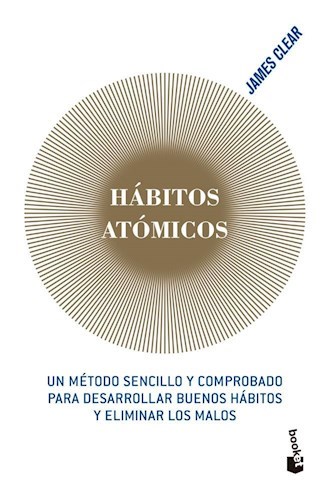 JAMES CLEAR
HÁBITOS
ATÓMICOS
UN MÉTODO SENCILLO Y COMPROBADO
PARA DESARROLLAR BUENOS HÁBITOS
Y ELIMINAR LOS MALOS
booket